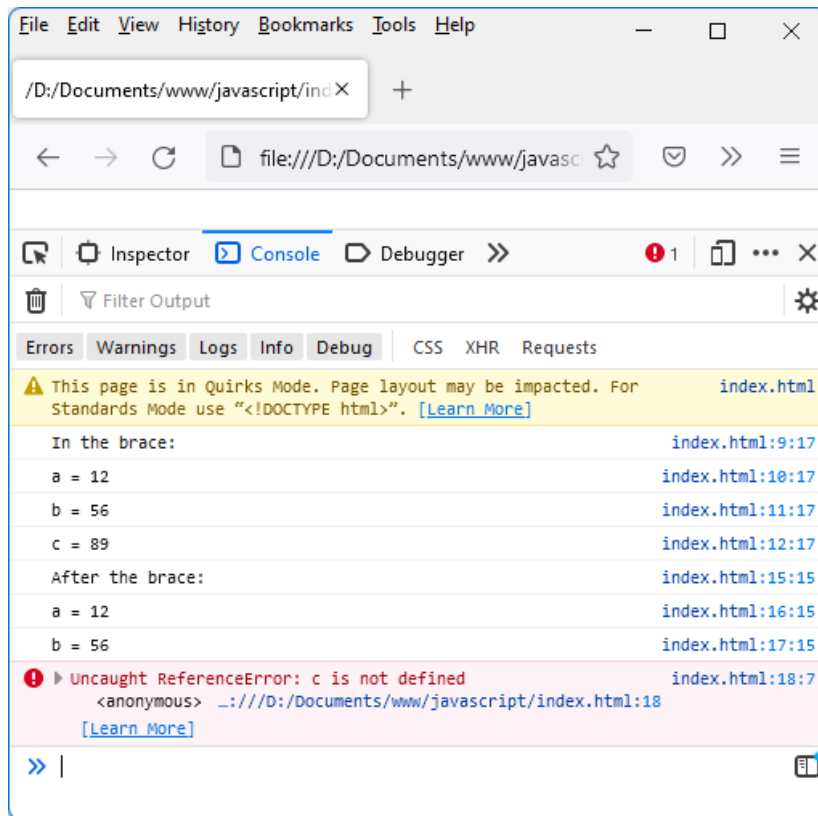 File Edit View History Bookmarks Tools Help
/D:/Documents/www/javascript/ind
file:///D:/Documents/www/javasc
Inspector Console Debugger 1
Filter Output
Errors Warnings Logs Info Debug CSS XHR Requests
This page is in Quirks Mode. Page layout may be impacted. For index.html
Standards Mode use “<!DOCTYPE html>”. [Learn More]
In the brace: index.html:9:17
a = 12 index.html:10:17
b = 56 index.html:11:17
c = 89 index.html:12:17
After the brace: index.html:15:15
a = 12 index.html:16:15
b = 56 index.html:17:15
Uncaught ReferenceError: c is not defined index.html:18:7
<anonymous> …:///D:/Documents/www/javascript/index.html:18
[Learn More]